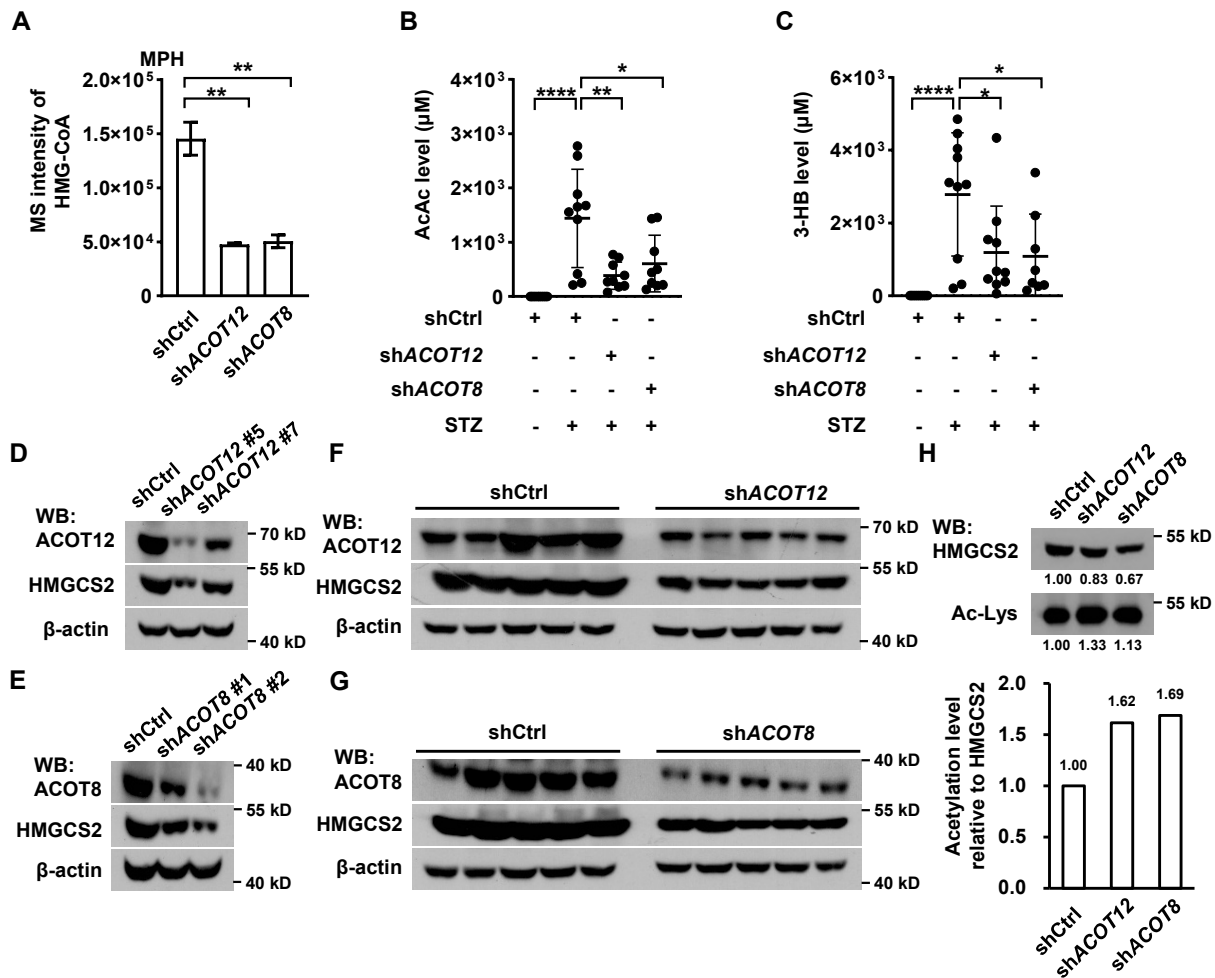 A
MPH
MS intensity of
HMG-CoA
2.0×10⁵
1.5×10⁵
1.0×10⁵
5.0×10⁴
0
**
**
shCtrl
shACOT12
shACOT8
B
AcAc level (μM)
4×10³
3×10³
2×10³
1×10³
0
****
**
*
shCtrl + + - -
shACOT12 - - + -
shACOT8 - - - +
STZ - + + +
C
3-HB level (μM)
6×10³
4×10³
2×10³
0
****
*
*
shCtrl + + - -
shACOT12 - - + -
shACOT8 - - - +
STZ - + + +
D
shCtrl
shACOT12 #5
shACOT12 #7
WB:
ACOT12
70 kD
HMGCS2
55 kD
β-actin
40 kD
E
shCtrl
shACOT8 #1
shACOT8 #2
WB:
ACOT8
40 kD
HMGCS2
55 kD
β-actin
40 kD
F
shCtrl
shACOT12
WB:
ACOT12
70 kD
HMGCS2
55 kD
β-actin
40 kD
G
shCtrl
shACOT8
WB:
ACOT8
40 kD
HMGCS2
55 kD
β-actin
40 kD
H
shCtrl
shACOT12
shACOT8
WB:
HMGCS2
55 kD
1.00 0.83 0.67
Ac-Lys
55 kD
1.00 1.33 1.13
Acetylation level
relative to HMGCS2
2.0
1.5
1.0
0.5
0.0
1.00
1.62
1.69
shCtrl
shACOT12
shACOT8